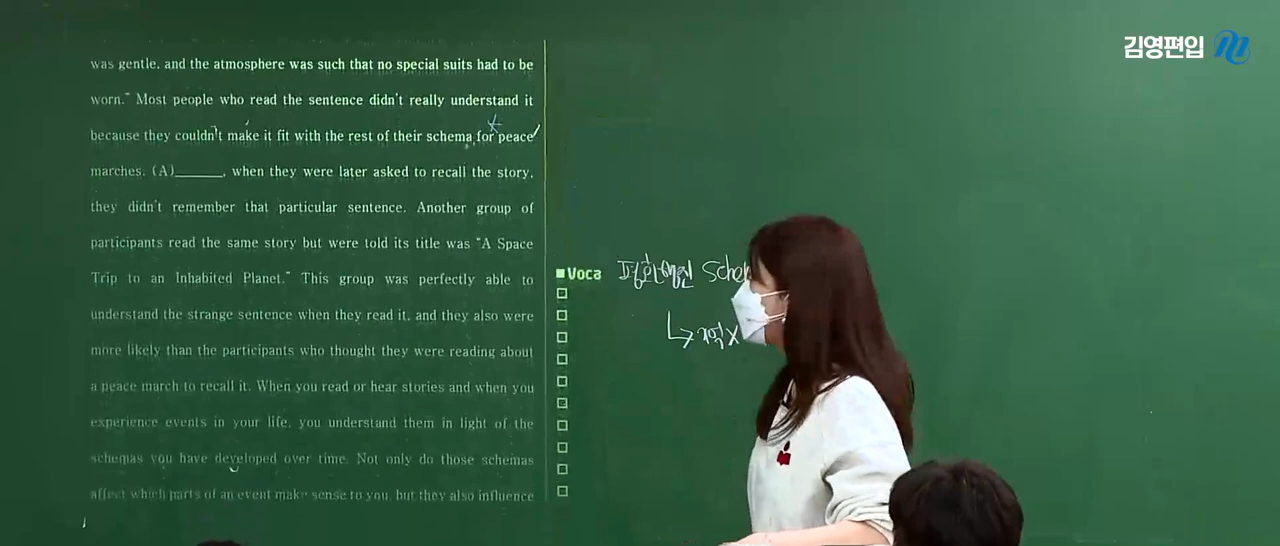 김영편입
was gentle, and the atmosphere was such that no special suits had to be
worn." Most people who read the sentence didn't really understand it
because they couldn't make it fit with the rest of their schema for peace
marches. (A)______, when they were later asked to recall the story,
they didn't remember that particular sentence. Another group of
participants read the same story but were told its title was "A Space
Trip to an Inhabited Planet." This group was perfectly able to
understand the strange sentence when they read it, and they also were
more likely than the participants who thought they were reading about
a peace march to recall it. When you read or hear stories and when you
experience events in your life, you understand them in light of the
schemas you have developed over time. Not only do those schemas
affect which parts of an event make sense to you, but they also influence
■Voca 평화행진 Schem
↳ 기억 X